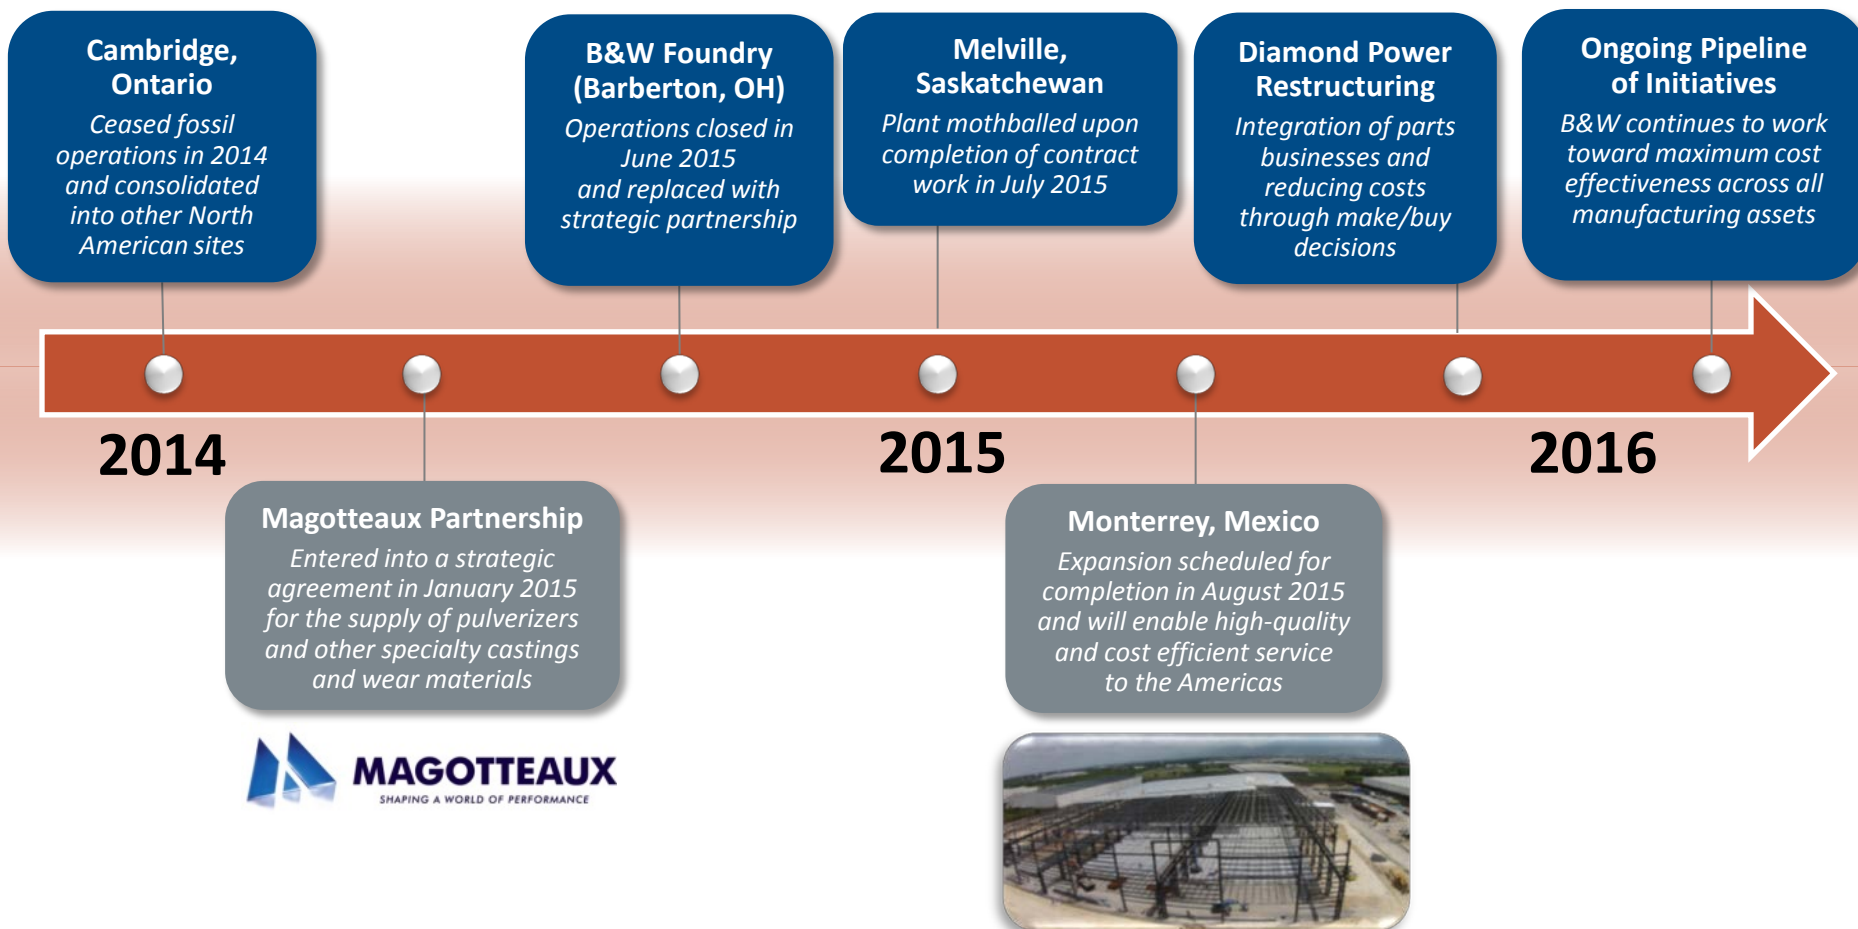 Cambridge,
Ontario
Ceased fossil
operations in 2014
and consolidated
into other North
American sites
B&W Foundry
(Barberton, OH)
Operations closed in
June 2015
and replaced with
strategic partnership
Melville,
Saskatchewan
Plant mothballed upon
completion of contract
work in July 2015
Diamond Power
Restructuring
Integration of parts
businesses and
reducing costs
through make/buy
decisions
Ongoing Pipeline
of Initiatives
B&W continues to work
toward maximum cost
effectiveness across all
manufacturing assets
2014
2015
2016
Magotteaux Partnership
Entered into a strategic
agreement in January 2015
for the supply of pulverizers
and other specialty castings
and wear materials
Monterrey, Mexico
Expansion scheduled for
completion in August 2015
and will enable high-quality
and cost efficient service
to the Americas
MAGOTTEAUX
SHAPING A WORLD OF PERFORMANCE